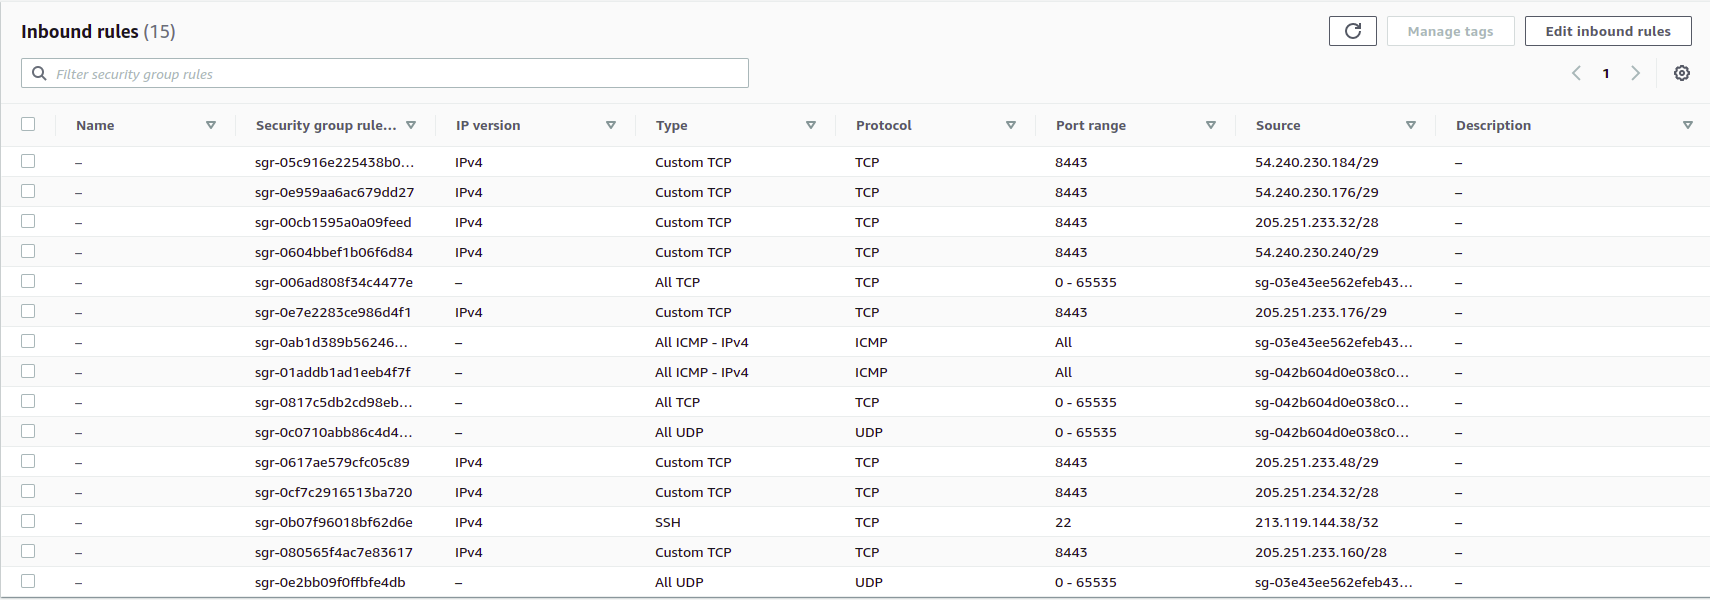 Inbound rules (15)
Manage tags
Edit inbound rules
Filter security group rules
1
Name Security group rule... IP version Type Protocol Port range Source Description
– sgr-05c916e225438b0... IPv4 Custom TCP TCP 8443 54.240.230.184/29 –
– sgr-0e959aa6ac679dd27 IPv4 Custom TCP TCP 8443 54.240.230.176/29 –
– sgr-00cb1595a0a09feed IPv4 Custom TCP TCP 8443 205.251.233.32/28 –
– sgr-0604bbef1b06f6d84 IPv4 Custom TCP TCP 8443 54.240.230.240/29 –
– sgr-006ad808f34c4477e – All TCP TCP 0 - 65535 sg-03e43ee562efeb43... –
– sgr-0e7e2283ce986d4f1 IPv4 Custom TCP TCP 8443 205.251.233.176/29 –
– sgr-0ab1d389b56246... – All ICMP - IPv4 ICMP All sg-03e43ee562efeb43... –
– sgr-01addb1ad1eeb4f7f – All ICMP - IPv4 ICMP All sg-042b604d0e038c0... –
– sgr-0817c5db2cd98eb... – All TCP TCP 0 - 65535 sg-042b604d0e038c0... –
– sgr-0c0710abb86c4d4... – All UDP UDP 0 - 65535 sg-042b604d0e038c0... –
– sgr-0617ae579cfc05c89 IPv4 Custom TCP TCP 8443 205.251.233.48/29 –
– sgr-0cf7c2916513ba720 IPv4 Custom TCP TCP 8443 205.251.234.32/28 –
– sgr-0b07f96018bf62d6e IPv4 SSH TCP 22 213.119.144.38/32 –
– sgr-080565f4ac7e83617 IPv4 Custom TCP TCP 8443 205.251.233.160/28 –
– sgr-0e2bb09f0ffbfe4db – All UDP UDP 0 - 65535 sg-03e43ee562efeb43... –